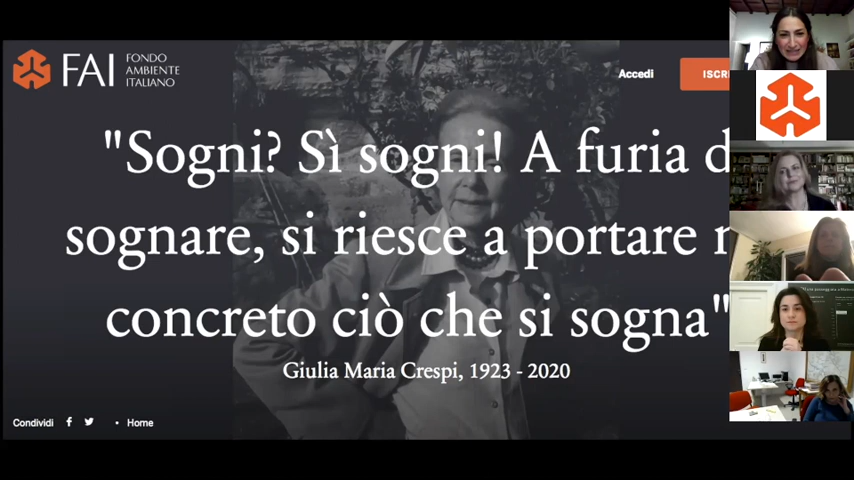 FAI
FONDO
AMBIENTE
ITALIANO
Accedi
"Sogni? Sì sogni! A furia d
sognare, si riesce a portare
concreto ciò che si sogna"
Giulia Maria Crespi, 1923 - 2020
Condividi
Home